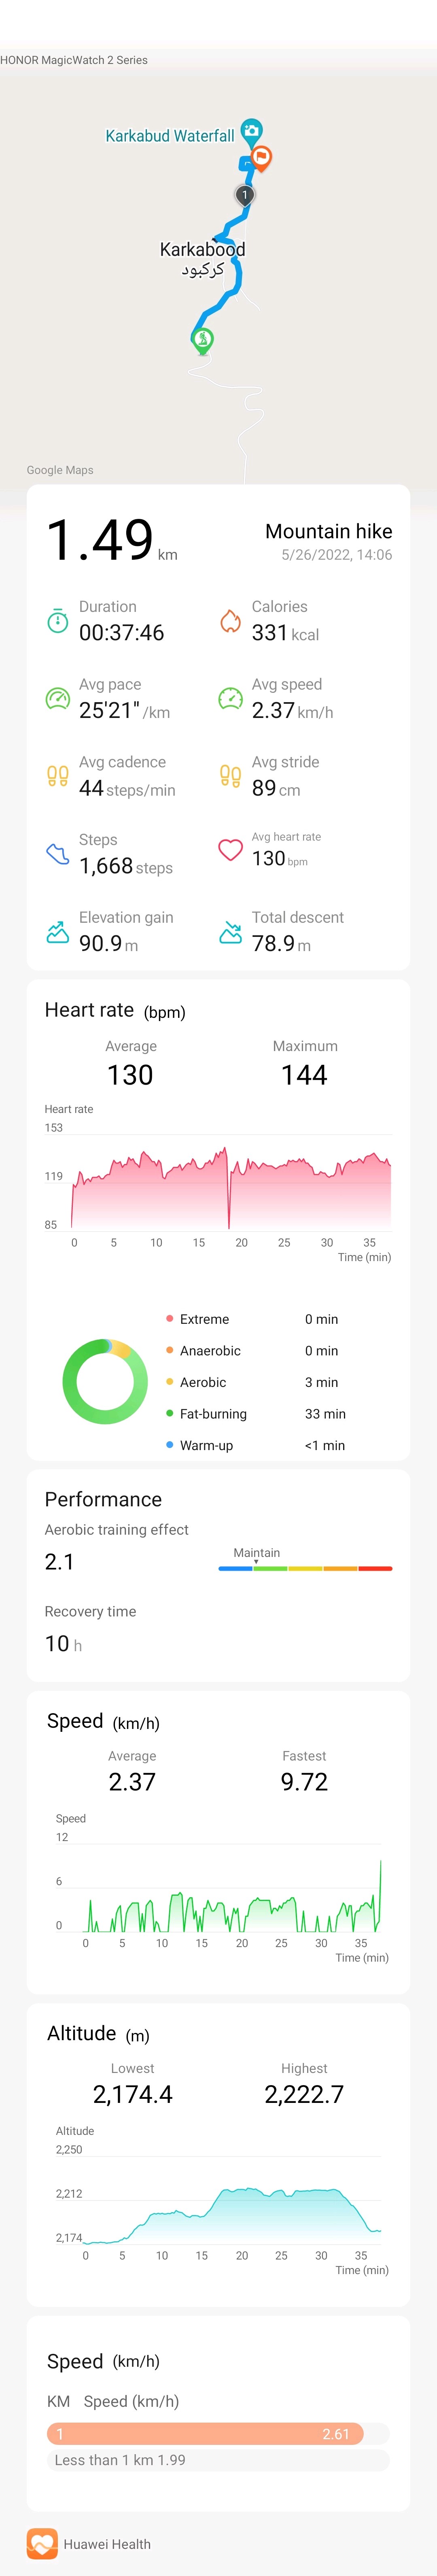 HONOR MagicWatch 2 Series
Karkabud Waterfall
1
Karkabood
کرکبود
Google Maps
1.49 km
Mountain hike
5/26/2022, 14:06
Duration
00:37:46
Calories
331 kcal
Avg pace
25'21" /km
Avg speed
2.37 km/h
Avg cadence
44 steps/min
Avg stride
89 cm
Steps
1,668 steps
Avg heart rate
130 bpm
Elevation gain
90.9 m
Total descent
78.9 m
Heart rate (bpm)
Average Maximum
130 144
Heart rate
153
119
85
0 5 10 15 20 25 30 35
Time (min)
Extreme 0 min
Anaerobic 0 min
Aerobic 3 min
Fat-burning 33 min
Warm-up <1 min
Performance
Aerobic training effect
2.1
Maintain
Recovery time
10 h
Speed (km/h)
Average Fastest
2.37 9.72
Speed
12
6
0
0 5 10 15 20 25 30 35
Time (min)
Altitude (m)
Lowest Highest
2,174.4 2,222.7
Altitude
2,250
2,212
2,174
0 5 10 15 20 25 30 35
Time (min)
Speed (km/h)
KM Speed (km/h)
1 2.61
Less than 1 km 1.99
Huawei Health